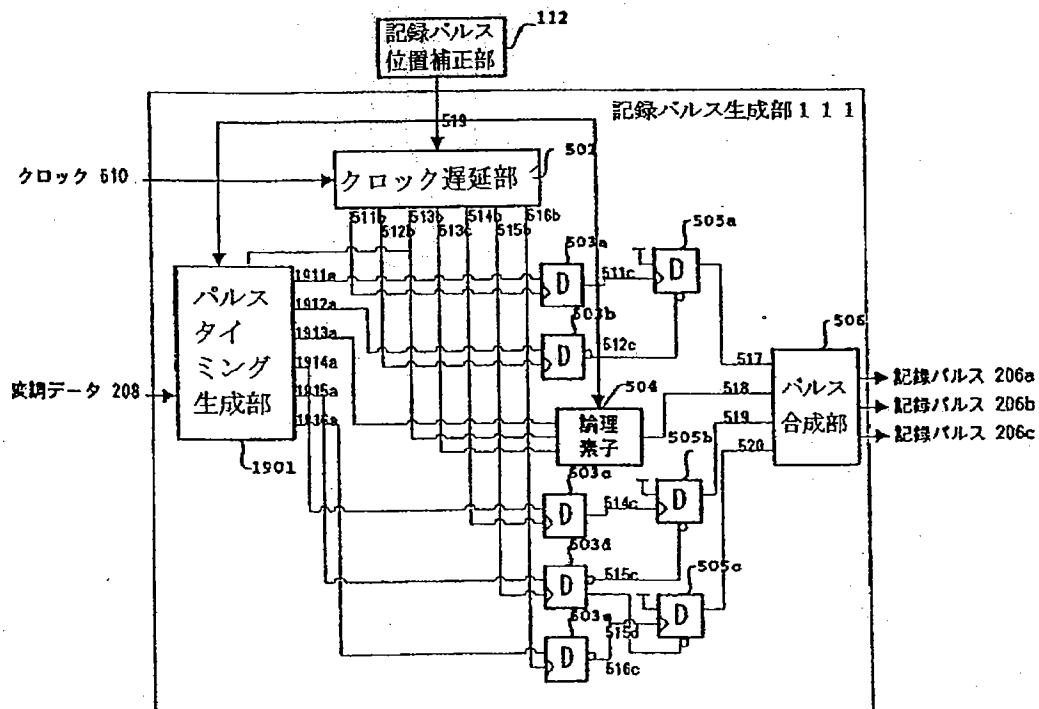 記録パルス
位置補正部
112
記録パルス生成部111
519
502
クロック 510
クロック遅延部
511b
512b
513b
513c
514b
515b
516b
503a
505a
D
D
511c
1911a
1912a
1913a
1914a
1915a
1916a
パルス
タイ
ミング
生成部
変調データ 208
1901
503b
D
512c
504
論理
素子
517
518
519
520
506
パルス
合成部
記録パルス 206a
記録パルス 206b
記録パルス 206c
505b
D
503c
D
514c
503d
D
515c
505c
D
515d
503e
D
516c